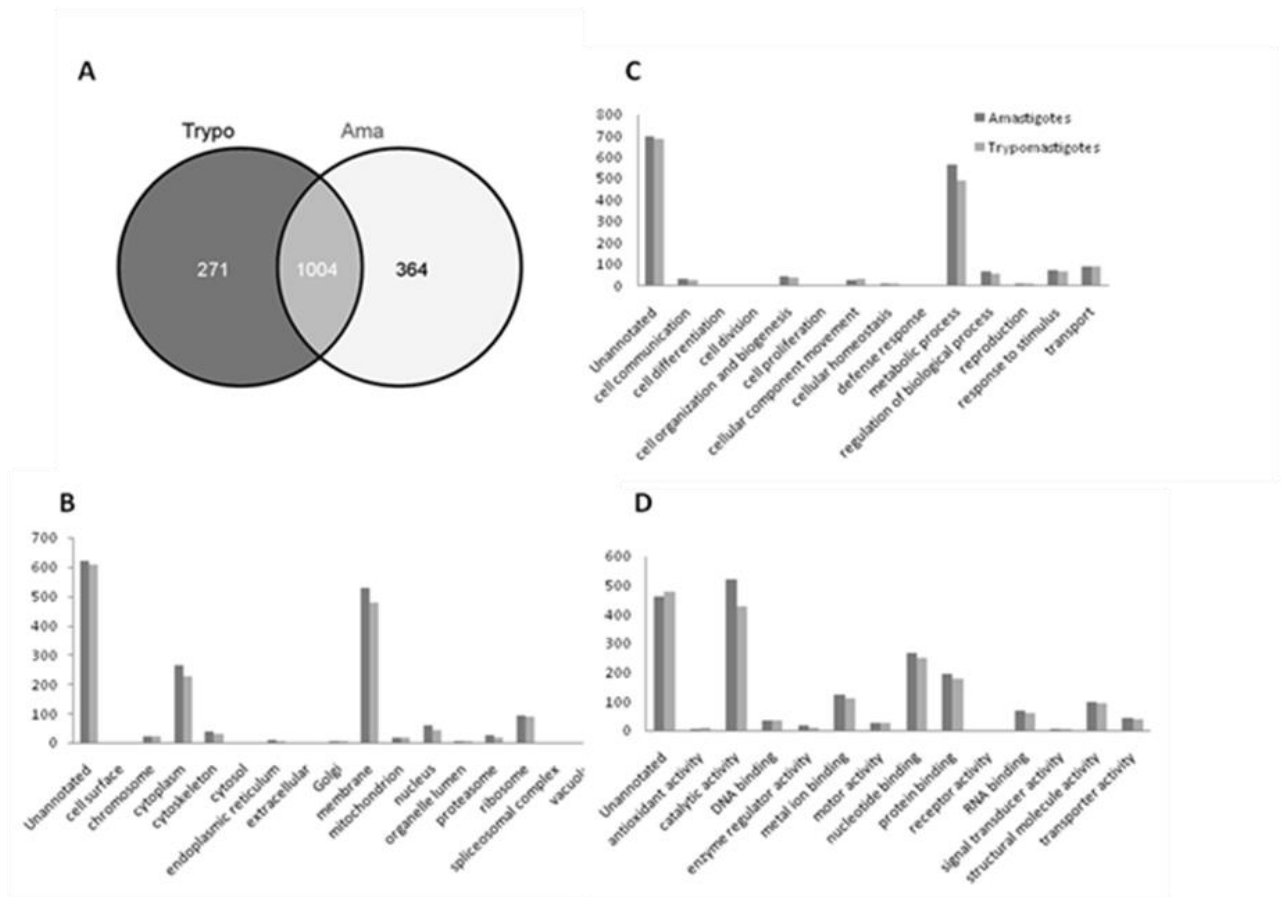 A
Trypo Ama
271 1004 364
C
800
700
600
500
400
300
200
100
0
Amastigotes
Trypomastigotes
Unannotated
cell communication
cell differentiation
cell division
cell organization and biogenesis
cell proliferation
cellular component movement
cellular homeostasis
defense response
metabolic process
regulation of biological process
reproduction
response to stimulus
transport
B
700
600
500
400
300
200
100
0
Unannotated
cell surface
chromosome
cytoplasm
cytoskeleton
cytosol
endoplasmic reticulum
extracellular
Golgi
membrane
mitochondrion
nucleus
organelle lumen
proteasome
ribosome
spliceosomal complex
vacuol
D
600
500
400
300
200
100
0
Unannotated
antioxidant activity
catalytic activity
DNA binding
enzyme regulator activity
metal ion binding
motor activity
nucleotide binding
protein binding
receptor activity
RNA binding
signal transducer activity
structural molecule activity
transporter activity